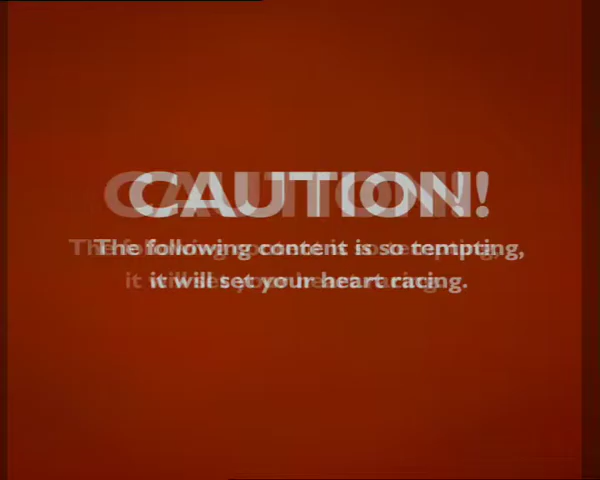 CAUTION!
The following content is so tempting,
it will set your heart racing.